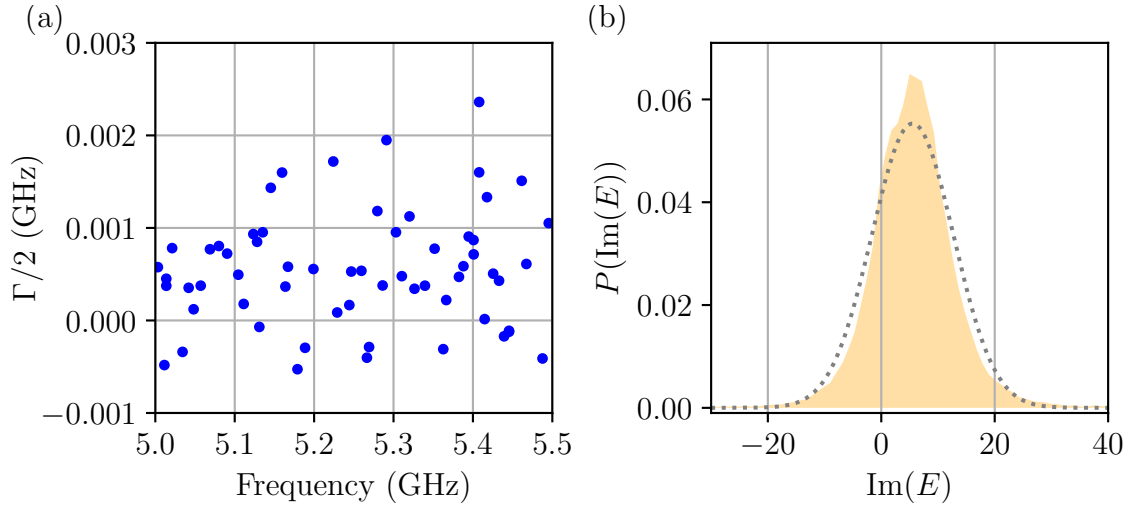 (a)
0.003
0.002
0.001
0.000
−0.001
Γ/2 (GHz)
5.0 5.1 5.2 5.3 5.4 5.5
Frequency (GHz)
(b)
0.06
0.04
0.02
0.00
P(Im(E))
−20 0 20 40
Im(E)